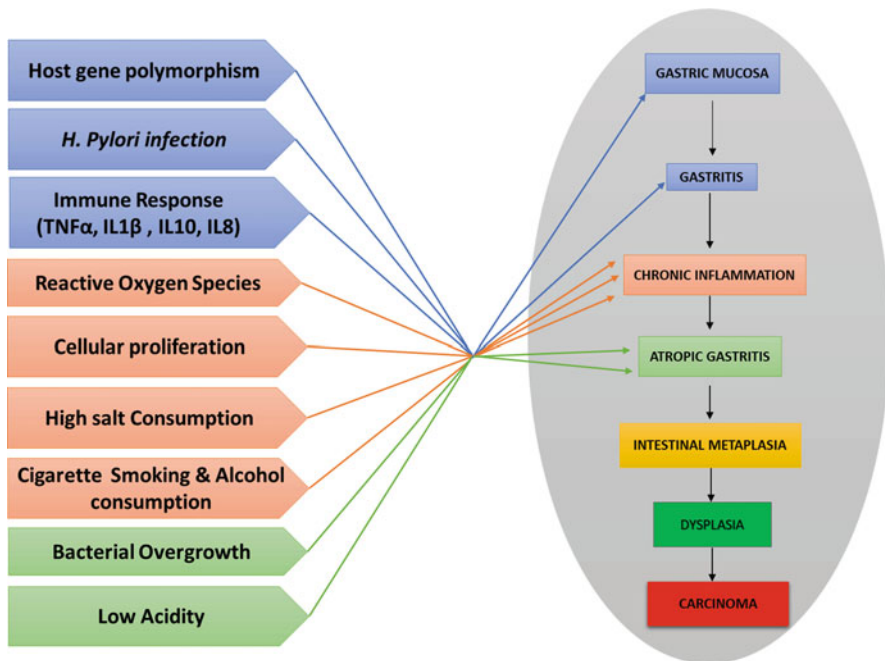 Host gene polymorphism
H. Pylori infection
Immune Response
(TNFα, IL1β , IL10, IL8)
Reactive Oxygen Species
Cellular proliferation
High salt Consumption
Cigarette Smoking & Alcohol
consumption
Bacterial Overgrowth
Low Acidity
GASTRIC MUCOSA
GASTRITIS
CHRONIC INFLAMMATION
ATROPIC GASTRITIS
INTESTINAL METAPLASIA
DYSPLASIA
CARCINOMA